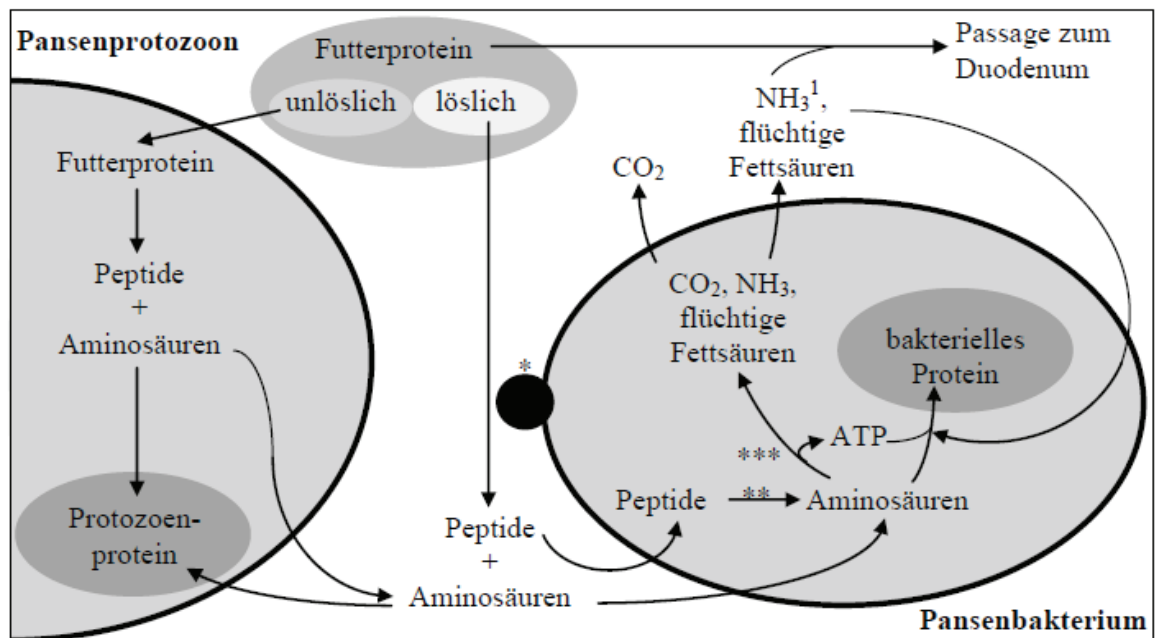 Pansenprotozoon
Futterprotein
unlöslich
löslich
Passage zum
Duodenum
NH₃¹,
flüchtige
Fettsäuren
CO₂
Futterprotein
Peptide
+
Aminosäuren
CO₂, NH₃,
flüchtige
Fettsäuren
bakterielles
Protein
*
ATP
***
Peptide
**
Aminosäuren
Protozoen-
protein
Peptide
+
Aminosäuren
Pansenbakterium